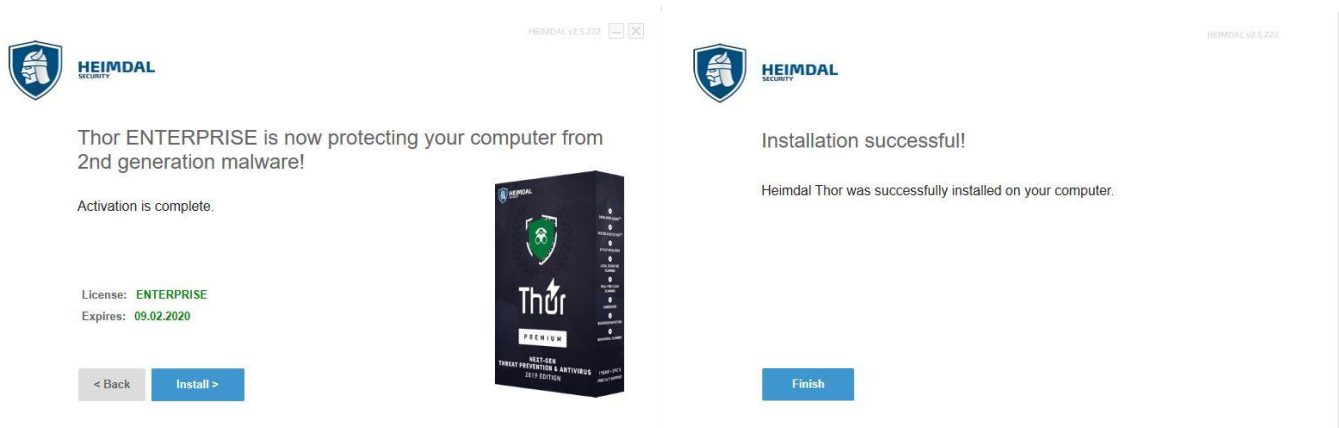 HEIMDAL v2.5.222
HEIMDAL
SECURITY
Thor ENTERPRISE is now protecting your computer from
2nd generation malware!
Activation is complete.
License: ENTERPRISE
Expires: 09.02.2020
< Back
Install >
HEIMDAL
Thor
PREMIUM
NEXT-GEN
THREAT PREVENTION & ANTIVIRUS
2019 EDITION
HEIMDAL v2.5.222
HEIMDAL
SECURITY
Installation successful!
Heimdal Thor was successfully installed on your computer.
Finish